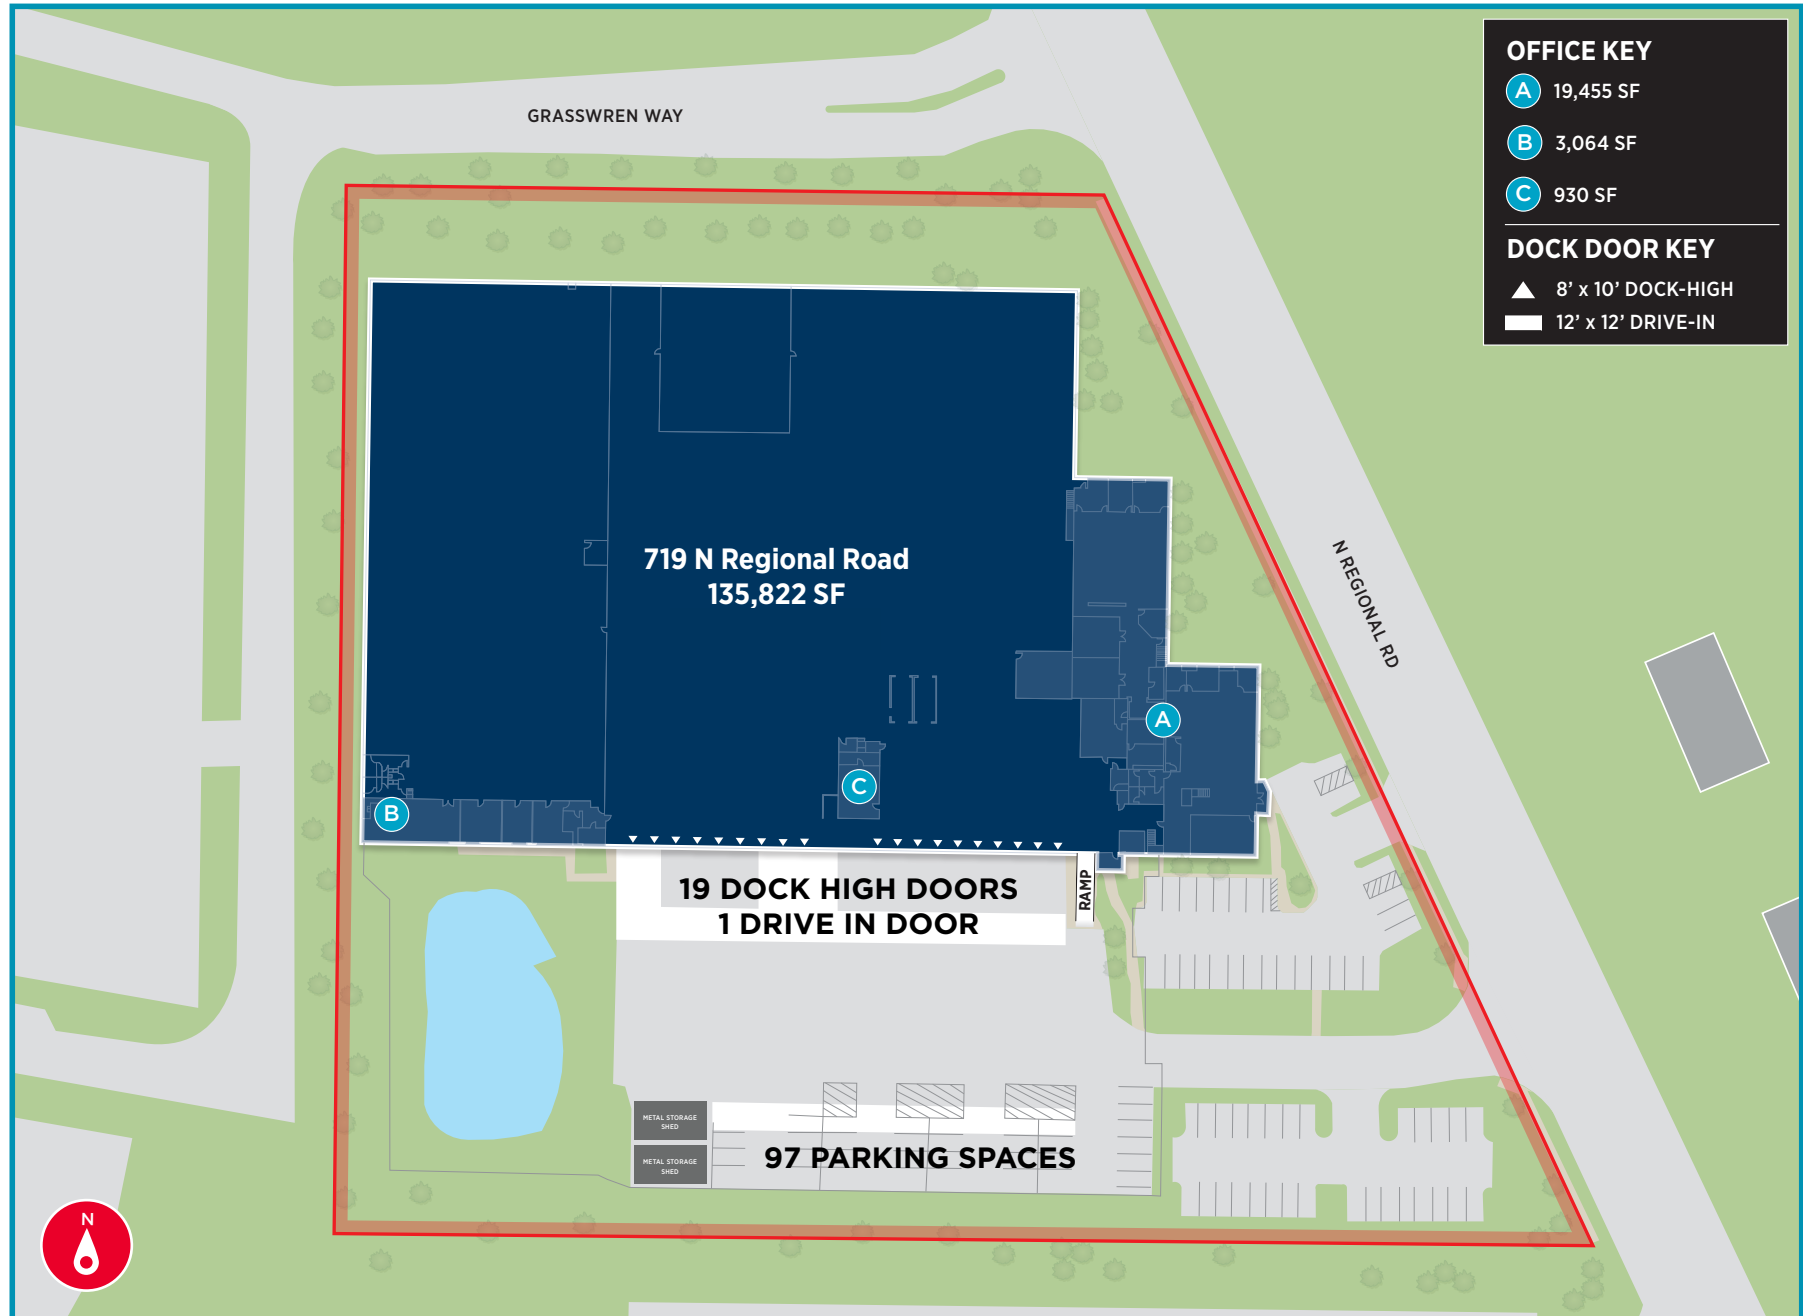 GRASSWREN WAY
OFFICE KEY
A 19,455 SF
B 3,064 SF
C 930 SF
DOCK DOOR KEY
8’ x 10’ DOCK-HIGH
12’ x 12’ DRIVE-IN
719 N Regional Road
135,822 SF
N REGIONAL RD
A
C
B
19 DOCK HIGH DOORS
1 DRIVE IN DOOR
RAMP
METAL STORAGE
SHED
METAL STORAGE
SHED
97 PARKING SPACES
N